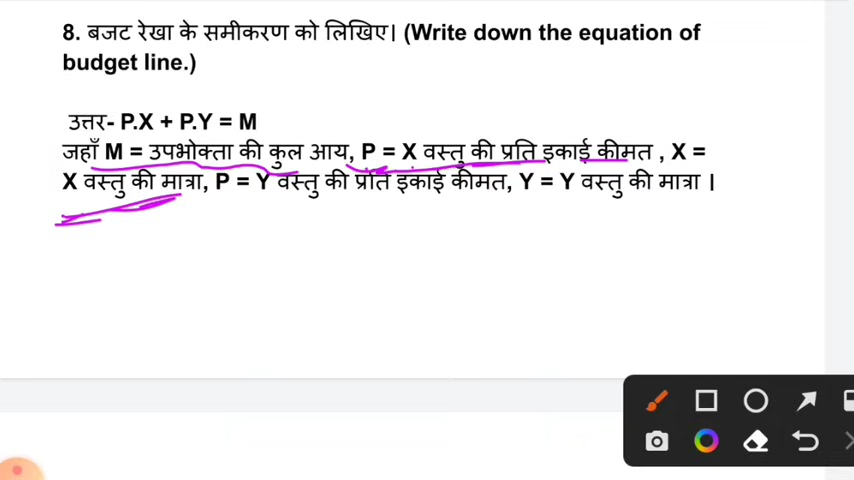 8. बजट रेखा के समीकरण को लिखिए। (Write down the equation of
budget line.)
उत्तर- P.X + P.Y = M
जहाँ M = उपभोक्ता की कुल आय, P = X वस्तु की प्रति इकाई कीमत , X =
X वस्तु की मात्रा, P = Y वस्तु की प्रति इकाई कीमत, Y = Y वस्तु की मात्रा ।